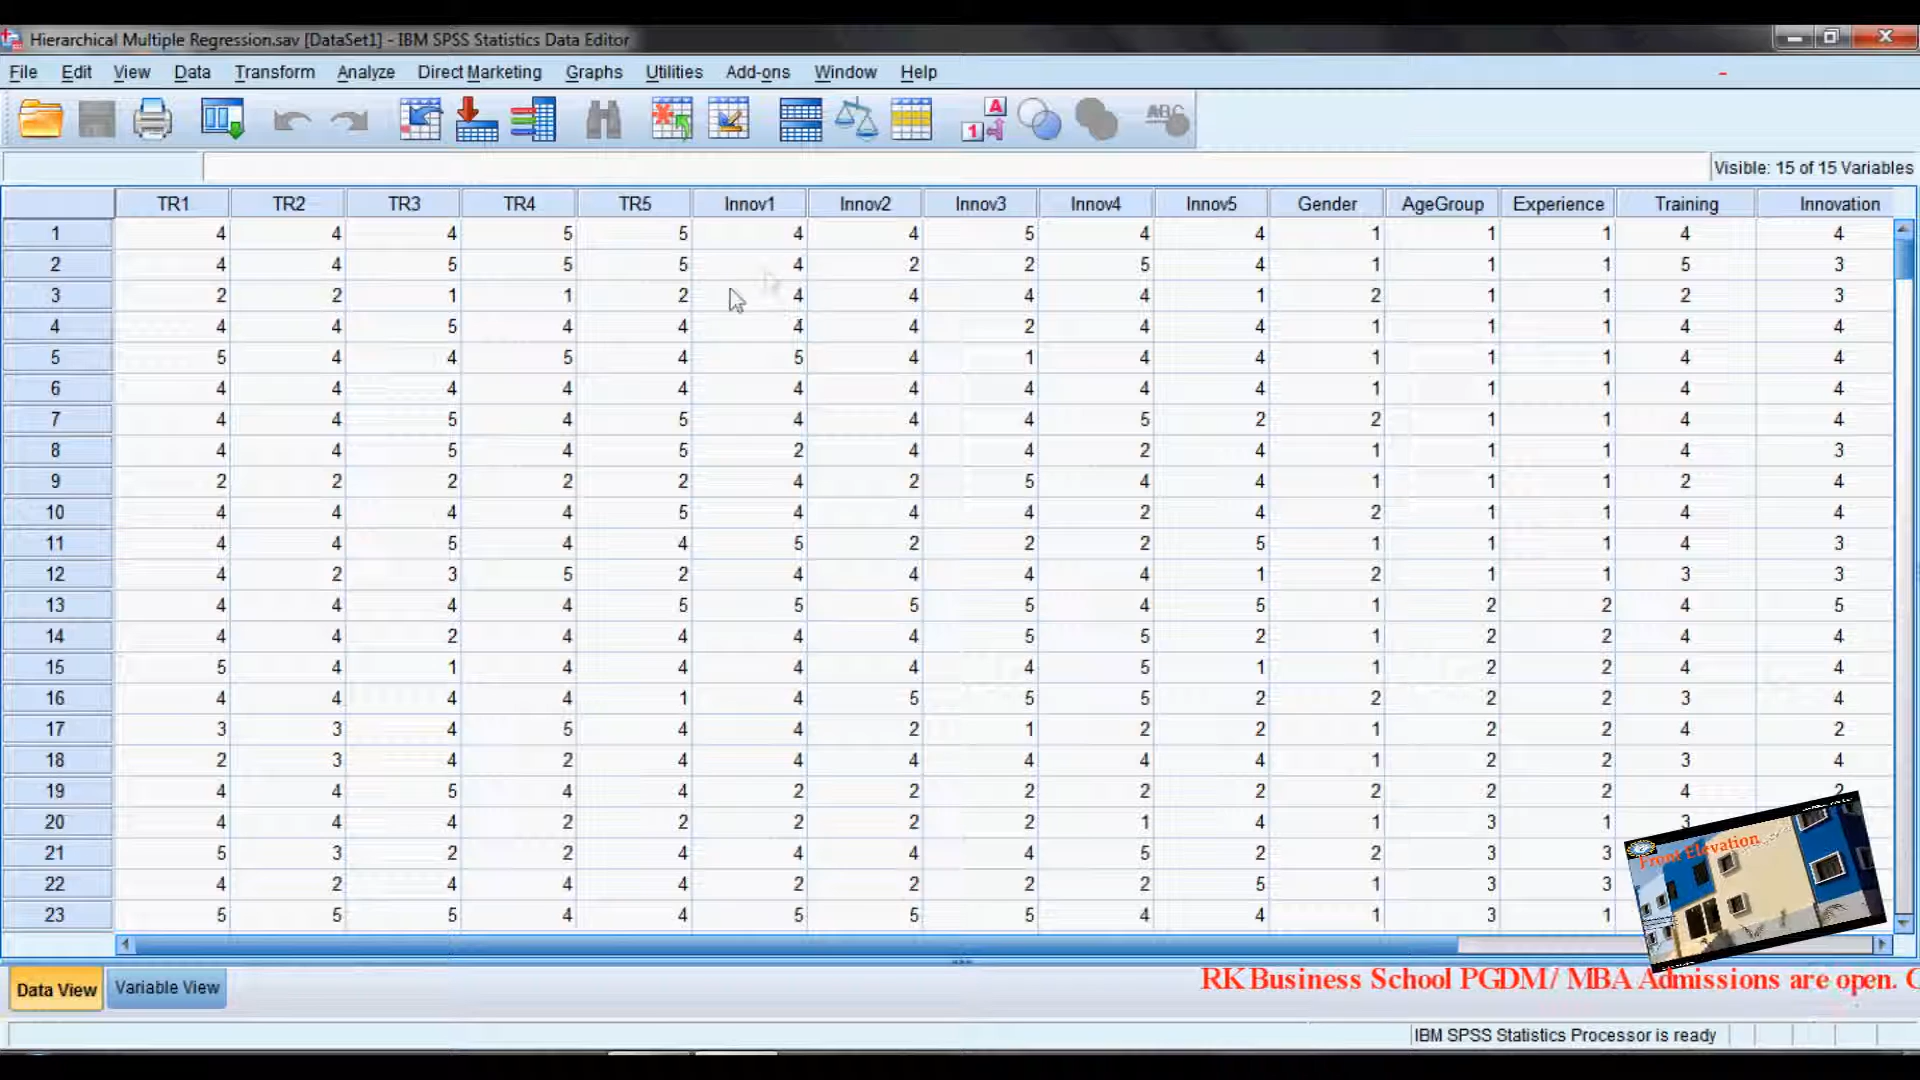 Hierarchical Multiple Regression.sav [DataSet1] - IBM SPSS Statistics Data Editor
File Edit View Data Transform Analyze Direct Marketing Graphs Utilities Add-ons Window Help
A
1
ABC
Visible: 15 of 15 Variables
TR1 TR2 TR3 TR4 TR5 Innov1 Innov2 Innov3 Innov4 Innov5 Gender AgeGroup Experience Training Innovation
1 4 4 4 5 5 4 4 5 4 4 1 1 1 4 4
2 4 4 5 5 5 4 2 2 5 4 1 1 1 5 3
3 2 2 1 1 2 4 4 4 4 1 2 1 1 2 3
4 4 4 5 4 4 4 4 2 4 4 1 1 1 4 4
5 5 4 4 5 4 5 4 1 4 4 1 1 1 4 4
6 4 4 4 4 4 4 4 4 4 4 1 1 1 4 4
7 4 4 5 4 5 4 4 4 5 2 2 1 1 4 4
8 4 4 5 4 5 2 4 4 2 4 1 1 1 4 3
9 2 2 2 2 2 4 2 5 4 4 1 1 1 2 4
10 4 4 4 4 5 4 4 4 2 4 2 1 1 4 4
11 4 4 5 4 4 5 2 2 2 5 1 1 1 4 3
12 4 2 3 5 2 4 4 4 4 1 2 1 1 3 3
13 4 4 4 4 5 5 5 5 4 5 1 2 2 4 5
14 4 4 2 4 4 4 4 5 5 2 1 2 2 4 4
15 5 4 1 4 4 4 4 4 5 1 1 2 2 4 4
16 4 4 4 4 1 4 5 5 5 2 2 2 2 3 4
17 3 3 4 5 4 4 2 1 2 2 1 2 2 4 2
18 2 3 4 2 4 4 4 4 4 4 1 2 2 3 4
19 4 4 5 4 4 2 2 2 2 2 2 2 2 4 2
20 4 4 4 2 2 2 2 2 1 4 1 3 1 3
21 5 3 2 2 4 4 4 4 5 2 2 3 3
22 4 2 4 4 4 2 2 2 2 5 1 3 3
23 5 5 5 4 4 5 5 5 4 4 1 3 1
Front Elevation
Data View Variable View
RK Business School PGDM/ MBA Admissions are open. C
IBM SPSS Statistics Processor is ready